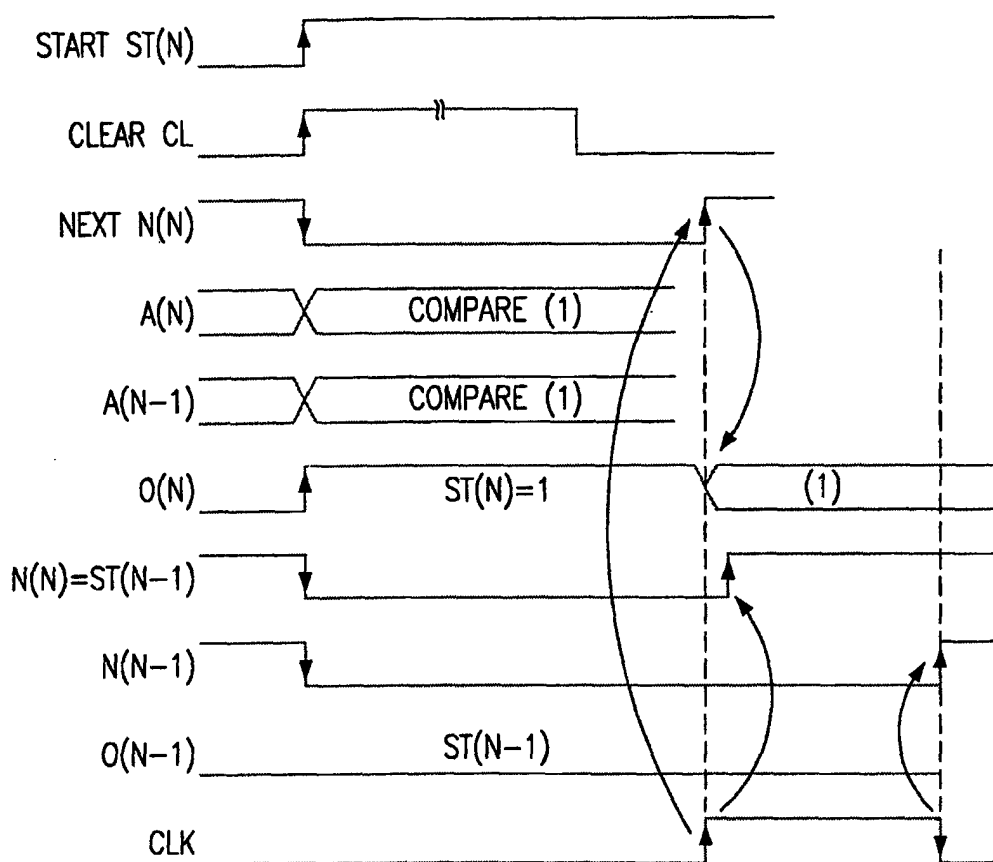 START ST(N)
CLEAR CL
NEXT N(N)
A(N) COMPARE (1)
A(N-1) COMPARE (1)
O(N) ST(N)=1 (1)
N(N)=ST(N-1)
N(N-1)
O(N-1) ST(N-1)
CLK